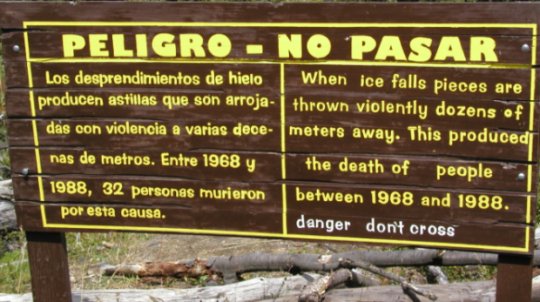 PELIGRO - NO PASAR
Los desprendimientos de hielo
producen astillas que son arroja-
das con violencia a varias dece-
nas de metros. Entre 1968 y
1988, 32 personas murieron
por esta causa.
When ice falls pieces are
thrown violently dozens of
meters away. This produced
the death of people
between 1968 and 1988.
danger don't cross